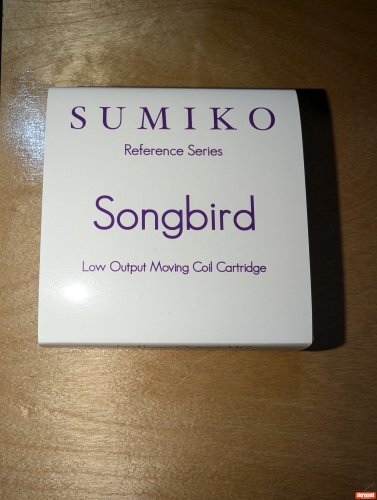 SUMIKO
Reference Series
Songbird
Low Output Moving Coil Cartridge